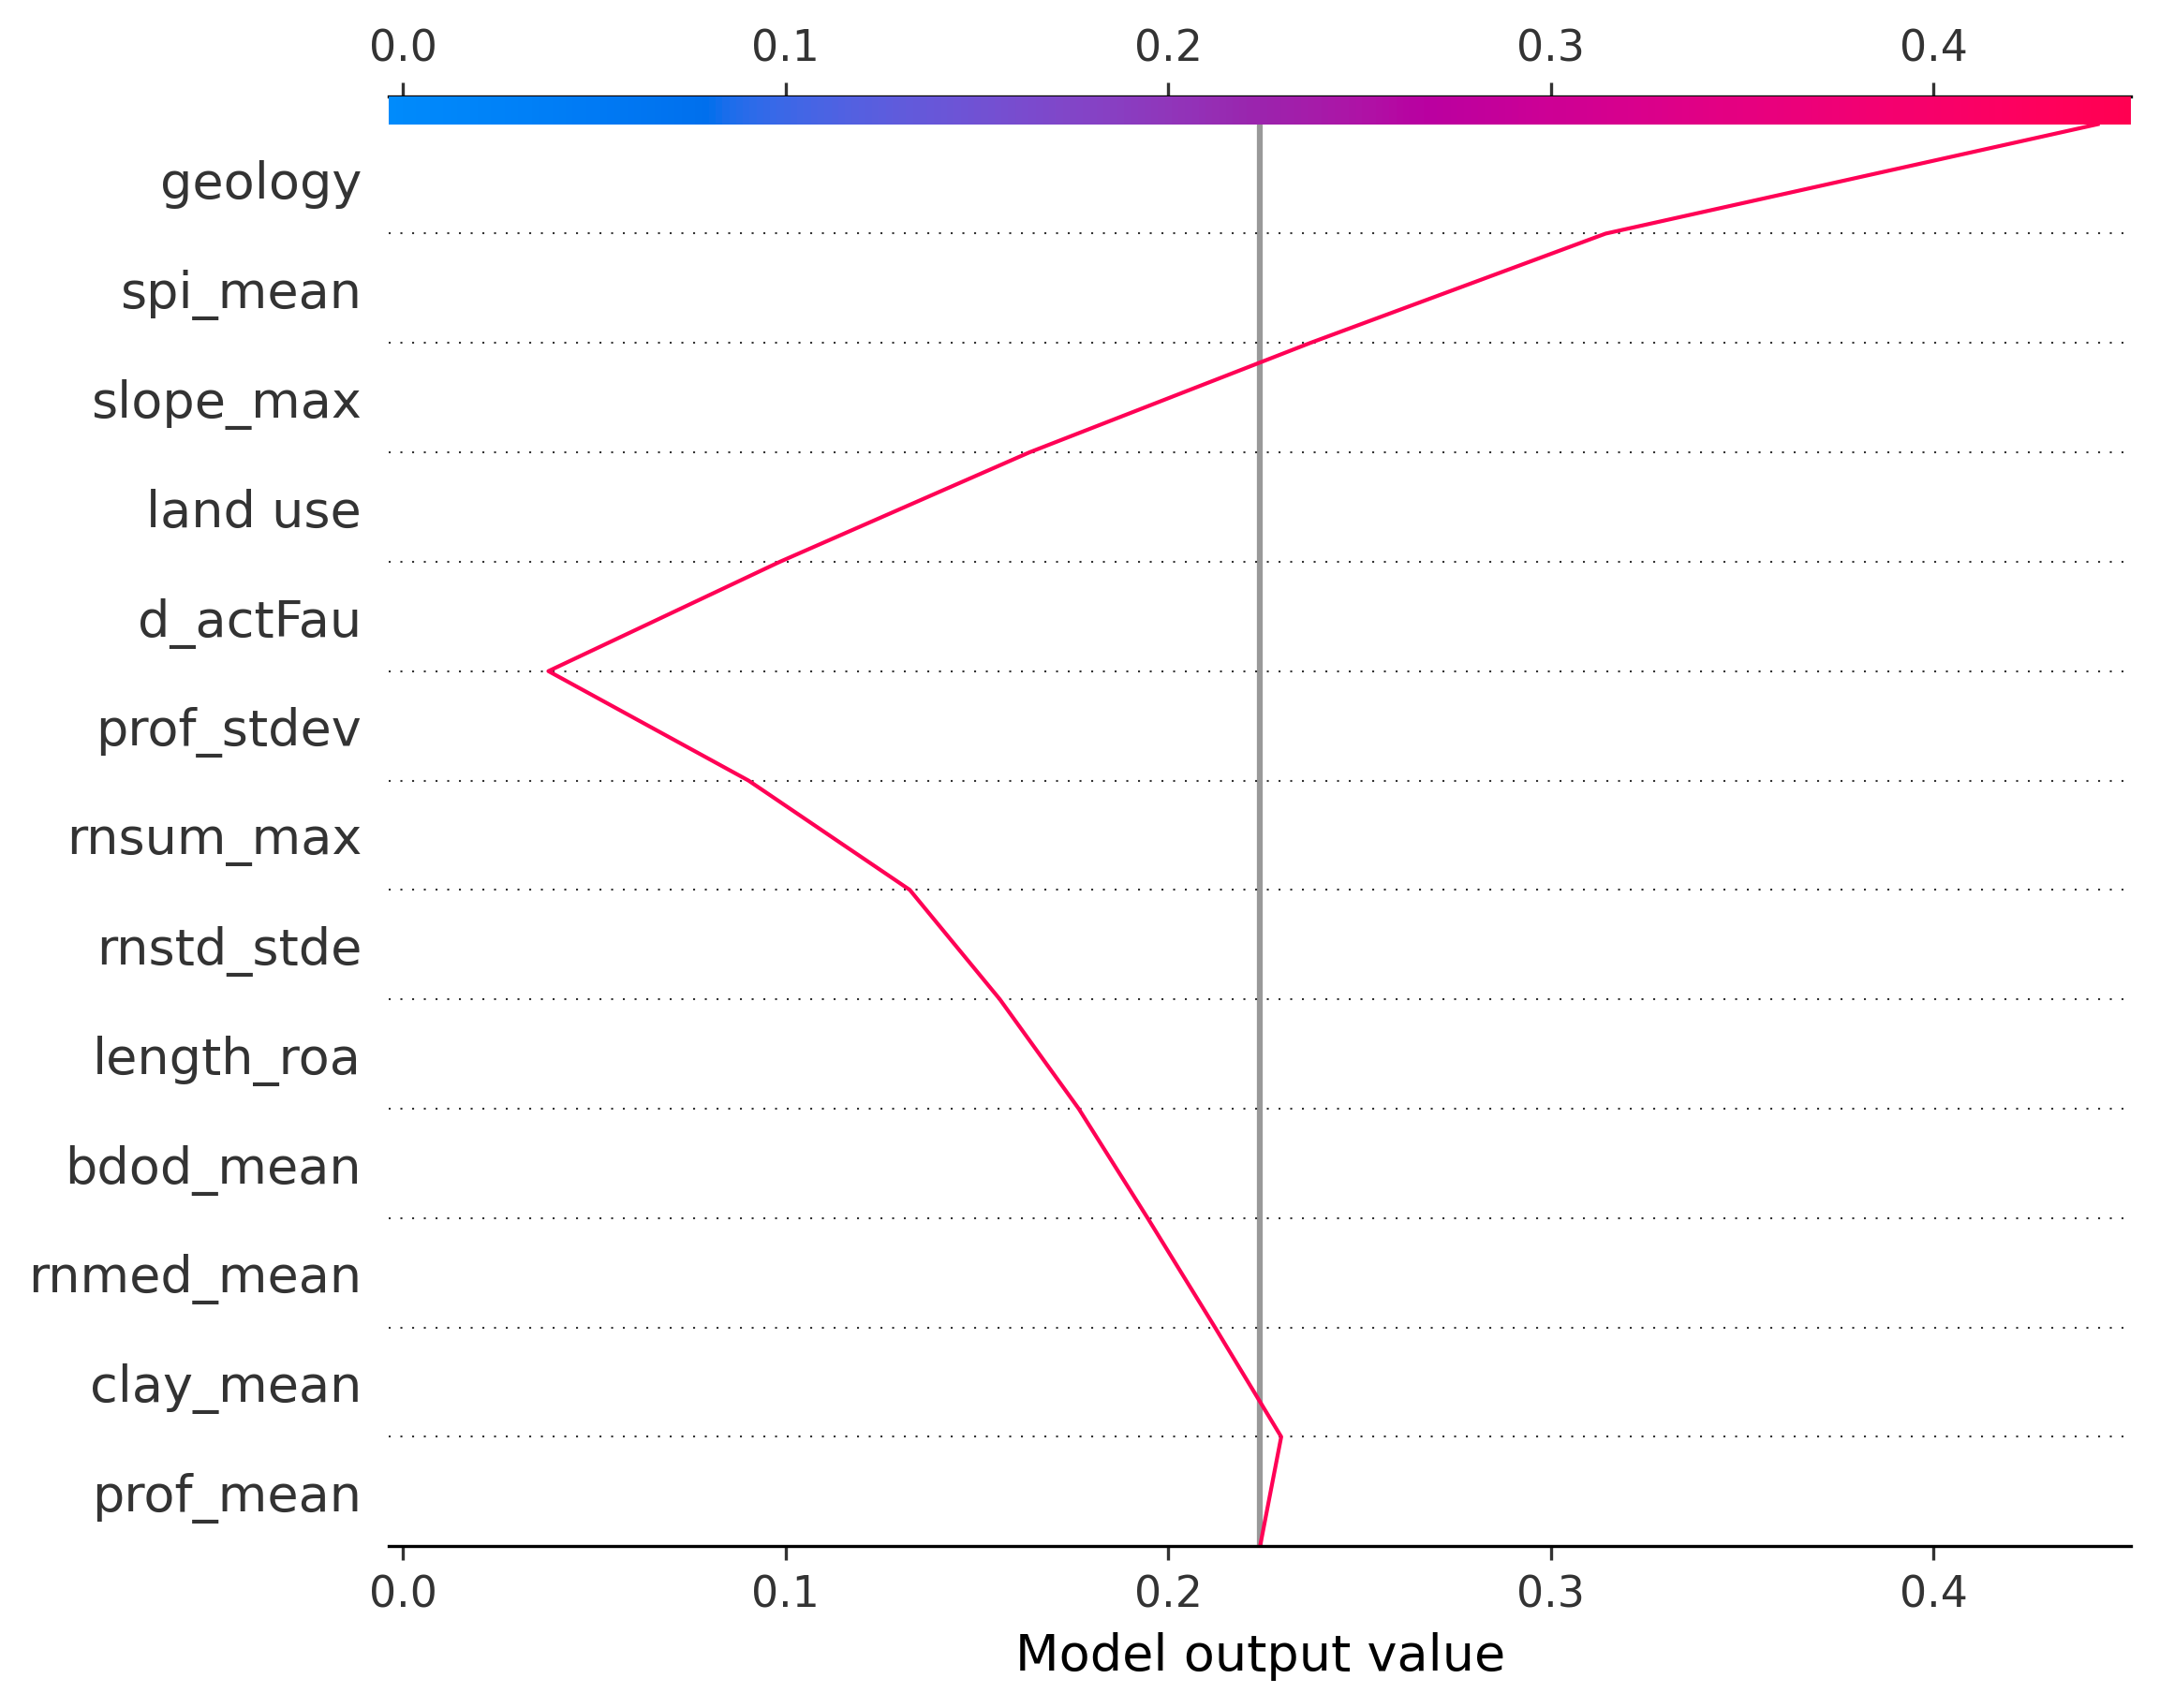 0.0 0.1 0.2 0.3 0.4
geology
spi_mean
slope_max
land use
d_actFau
prof_stdev
rnsum_max
rnstd_stde
length_roa
bdod_mean
rnmed_mean
clay_mean
prof_mean
0.0 0.1 0.2 0.3 0.4
Model output value